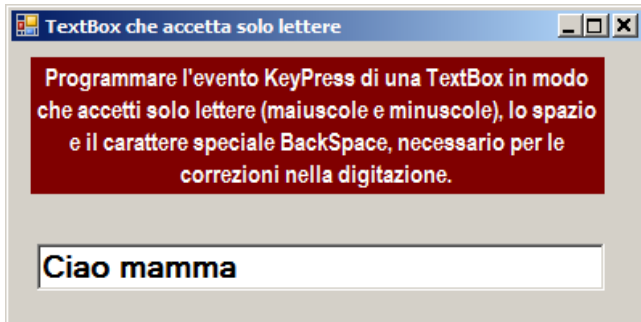 TextBox che accetta solo lettere
Programmare l'evento KeyPress di una TextBox in modo
che accetti solo lettere (maiuscole e minuscole), lo spazio
e il carattere speciale BackSpace, necessario per le
correzioni nella digitazione.
Ciao mamma